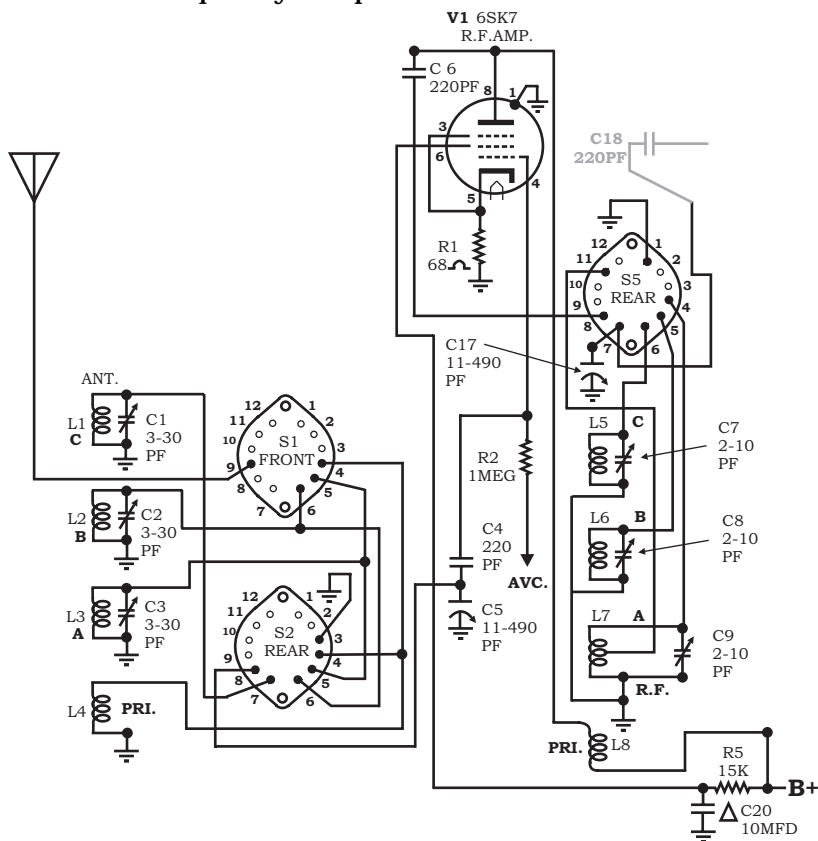 V1 6SK7
R.F.AMP.
C 6
220PF
8
1
3
6
5
4
C18
220PF
R1
68
12
11
10
9
8
7
1
2
3
4
5
6
S5
REAR
C17
11-490
PF
ANT.
L1
C
C1
3-30
PF
12
11
10
9
8
7
1
2
3
4
5
6
S1
FRONT
R2
1MEG
L5
C
C7
2-10
PF
L2
B
C2
3-30
PF
C4
220
PF
AVC.
L6
B
C8
2-10
PF
L3
A
C3
3-30
PF
12
11
10
9
8
7
1
2
3
4
5
6
S2
REAR
C5
11-490
PF
L7
A
C9
2-10
PF
R.F.
L4
PRI.
PRI.
L8
R5
15K
B+
C20
10MFD